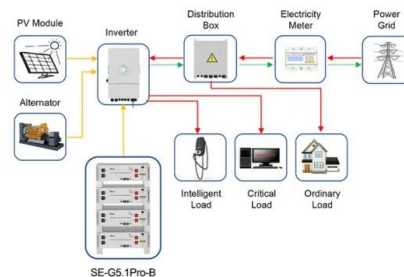 PV Module
Inverter
Distribution
Box
Electricity
Meter
Power
Grid
Alternator
Intelligent
Load
Critical
Load
Ordinary
Load
SE-G5.1Pro-B